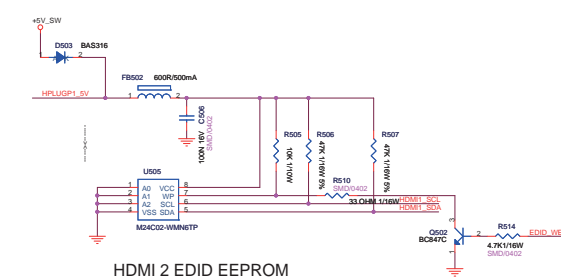 +5V_SW
D503 BAS316
1 2
FB502 600R/500mA
HPLUGP1_5V
1 2
100N 16V C506
SMD/0402
R505
10K 1/10W
R506
47K 1/16W 5%
R507
47K 1/16W 5%
R510
SMD/0402
33 OHM 1/16W
U505
1 A0 VCC 8
2 A1 WP 7
3 A2 SCL 6
4 VSS SDA 5
M24C02-WMN6TP
HDMI1_SCL
HDMI1_SDA
3
Q502
BC847C
2
1
R514
EDID_WE
4.7K1/16W
SMD/0402
HDMI 2 EDID EEPROM